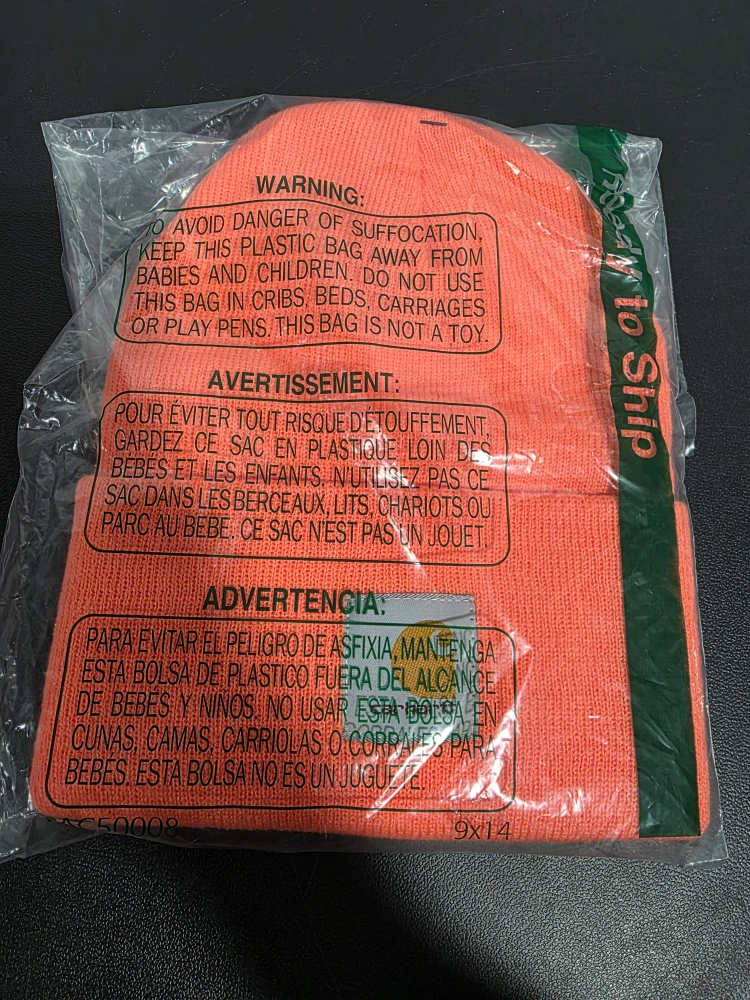 WARNING:
TO AVOID DANGER OF SUFFOCATION,
KEEP THIS PLASTIC BAG AWAY FROM
BABIES AND CHILDREN. DO NOT USE
THIS BAG IN CRIBS, BEDS, CARRIAGES
OR PLAY PENS. THIS BAG IS NOT A TOY.
AVERTISSEMENT:
POUR ÉVITER TOUT RISQUE D'ETOUFFEMENT,
GARDEZ CE SAC EN PLASTIQUE LOIN DES
BEBES ET LES ENFANTS. N'UTILISEZ PAS CE
SAC DANS LES BERCEAUX, LITS, CHARIOTS OU
PARC AU BEBE. CE SAC N'EST PAS UN JOUET.
ADVERTENCIA:
PARA EVITAR EL PELIGRO DE ASFIXIA, MANTENGA
ESTA BOLSA DE PLASTICO FUERA DEL ALCANCE
DE BEBES Y NINOS. NO USAR ESTA BOLSA EN
CUNAS, CAMAS, CARRIOLAS O CORRALES PARA
BEBES. ESTA BOLSA NO ES UN JUGUETE.
9x14
Ready to Ship